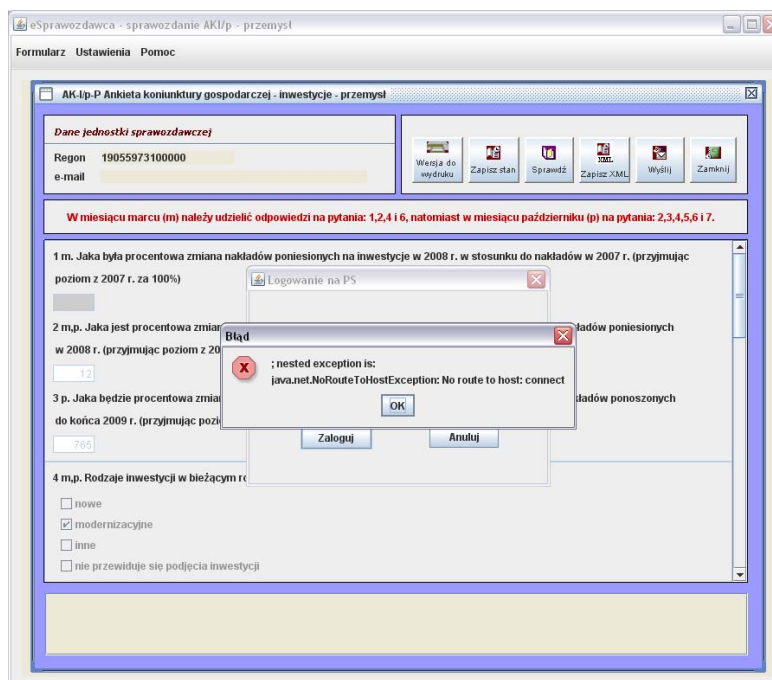 eSprawozdawca - sprawozdanie AKI/p - przemysł
Formularz Ustawienia Pomoc
AK-I/p-P Ankieta koniunktury gospodarczej - inwestycje - przemysł
Dane jednostki sprawozdawczej
Regon 19055973100000
e-mail
Wersja do wydruku
Zapisz stan
Sprawdź
XML
Zapisz XML
Wyślij
Zamknij
W miesiącu marcu (m) należy udzielić odpowiedzi na pytania: 1,2,4 i 6, natomiast w miesiącu październiku (p) na pytania: 2,3,4,5,6 i 7.
1 m. Jaka była procentowa zmiana nakładów poniesionych na inwestycje w 2008 r. w stosunku do nakładów w 2007 r. (przyjmując
poziom z 2007 r. za 100%)
Logowanie na PS
2 m,p. Jaka jest procentowa zmian
adów poniesionych
w 2008 r. (przyjmując poziom z 20
12
Błąd
; nested exception is:
java.net.NoRouteToHostException: No route to host: connect
OK
3 p. Jaka będzie procentowa zmia
kładów ponoszonych
do końca 2009 r. (przyjmując pozi
765
Zaloguj Anuluj
4 m,p. Rodzaje inwestycji w bieżącym ro
nowe
modernizacyjne
inne
nie przewiduje się podjęcia inwestycji